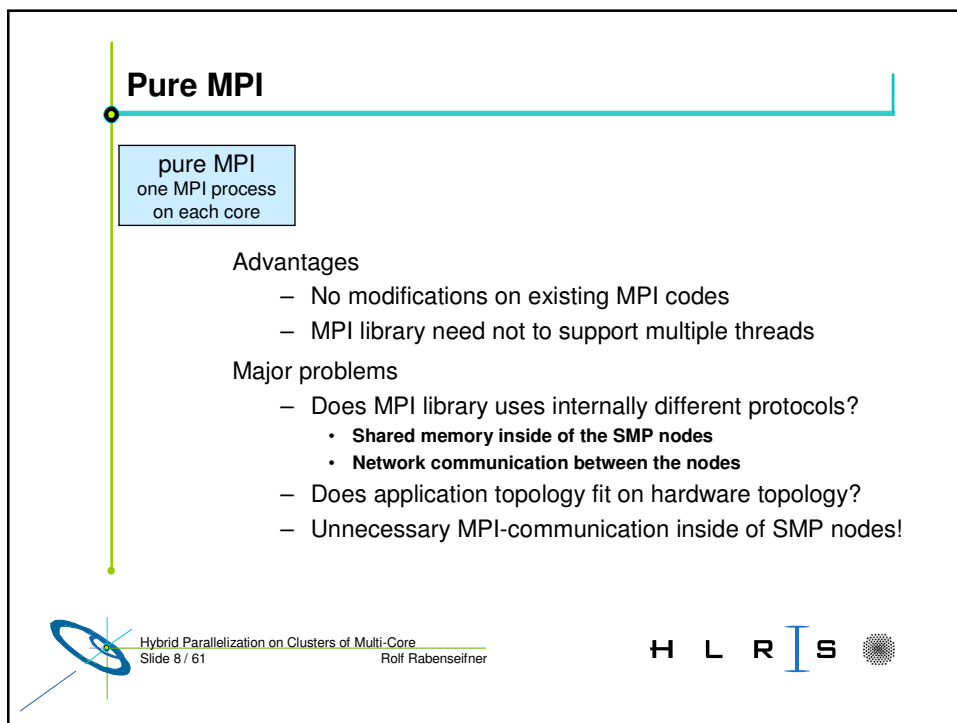 Pure MPI
pure MPI
one MPI process
on each core
Advantages
– No modifications on existing MPI codes
– MPI library need not to support multiple threads
Major problems
– Does MPI library uses internally different protocols?
• Shared memory inside of the SMP nodes
• Network communication between the nodes
– Does application topology fit on hardware topology?
– Unnecessary MPI-communication inside of SMP nodes!
Hybrid Parallelization on Clusters of Multi-Core
Slide 8 / 61 Rolf Rabenseifner
H L R I S